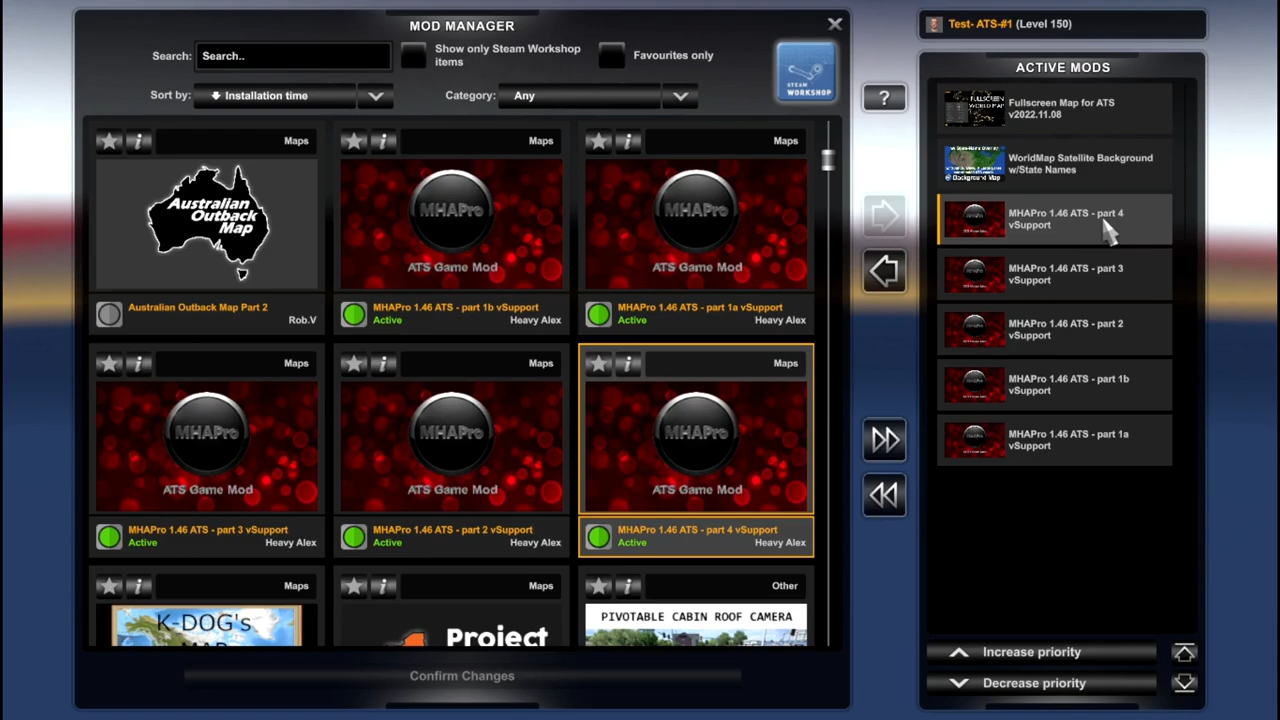 MOD MANAGER
Search:
Search..
Show only Steam Workshop
items
Favourites only
STEAM
WORKSHOP
Sort by:
Installation time
Category:
Any
Maps
Maps
Maps
Australian
Outback
Map
MHAPro
ATS Game Mod
MHAPro
ATS Game Mod
Australian Outback Map Part 2
Rob.V
MHAPro 1.46 ATS - part 1b vSupport
Active
Heavy Alex
MHAPro 1.46 ATS - part 1a vSupport
Active
Heavy Alex
Maps
Maps
Maps
MHAPro
ATS Game Mod
MHAPro
ATS Game Mod
MHAPro
ATS Game Mod
MHAPro 1.46 ATS - part 3 vSupport
Active
Heavy Alex
MHAPro 1.46 ATS - part 2 vSupport
Active
Heavy Alex
MHAPro 1.46 ATS - part 4 vSupport
Active
Heavy Alex
Maps
Maps
Other
K-DOG's
Project
PIVOTABLE CABIN ROOF CAMERA
Confirm Changes
?
Test- ATS-#1 (Level 150)
ACTIVE MODS
Fullscreen Map for ATS
v2022.11.08
WorldMap Satellite Background
w/State Names
MHAPro 1.46 ATS - part 4
vSupport
MHAPro 1.46 ATS - part 3
vSupport
MHAPro 1.46 ATS - part 2
vSupport
MHAPro 1.46 ATS - part 1b
vSupport
MHAPro 1.46 ATS - part 1a
vSupport
Increase priority
Decrease priority